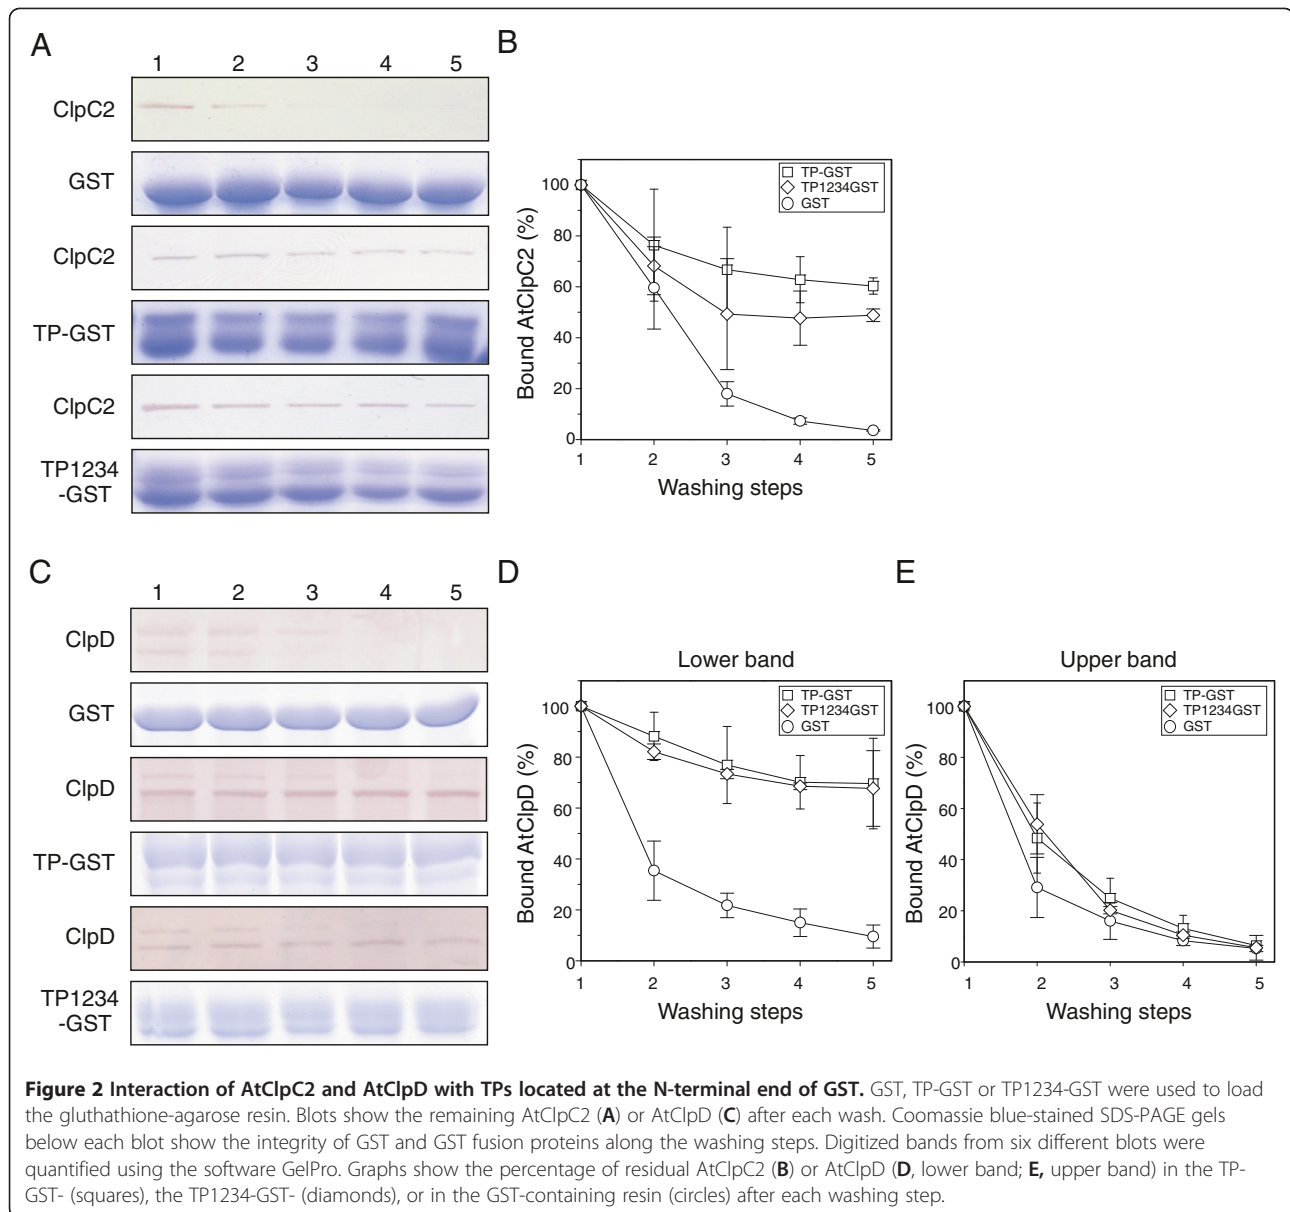 A
1 2 3 4 5
ClpC2
GST
ClpC2
TP-GST
ClpC2
TP1234
-GST
B
Bound AtClpC2 (%)
100
80
60
40
20
0
1 2 3 4 5
Washing steps
TP-GST
TP1234GST
GST
C
1 2 3 4 5
ClpD
GST
ClpD
TP-GST
ClpD
TP1234
-GST
D
Lower band
Bound AtClpD (%)
100
80
60
40
20
0
1 2 3 4 5
Washing steps
TP-GST
TP1234GST
GST
E
Upper band
Bound AtClpD (%)
100
80
60
40
20
0
1 2 3 4 5
Washing steps
TP-GST
TP1234GST
GST
Figure 2 Interaction of AtClpC2 and AtClpD with TPs located at the N-terminal end of GST. GST, TP-GST or TP1234-GST were used to load
the gluthathione-agarose resin. Blots show the remaining AtClpC2 (A) or AtClpD (C) after each wash. Coomassie blue-stained SDS-PAGE gels
below each blot show the integrity of GST and GST fusion proteins along the washing steps. Digitized bands from six different blots were
quantified using the software GelPro. Graphs show the percentage of residual AtClpC2 (B) or AtClpD (D, lower band; E, upper band) in the TP-
GST- (squares), the TP1234-GST- (diamonds), or in the GST-containing resin (circles) after each washing step.